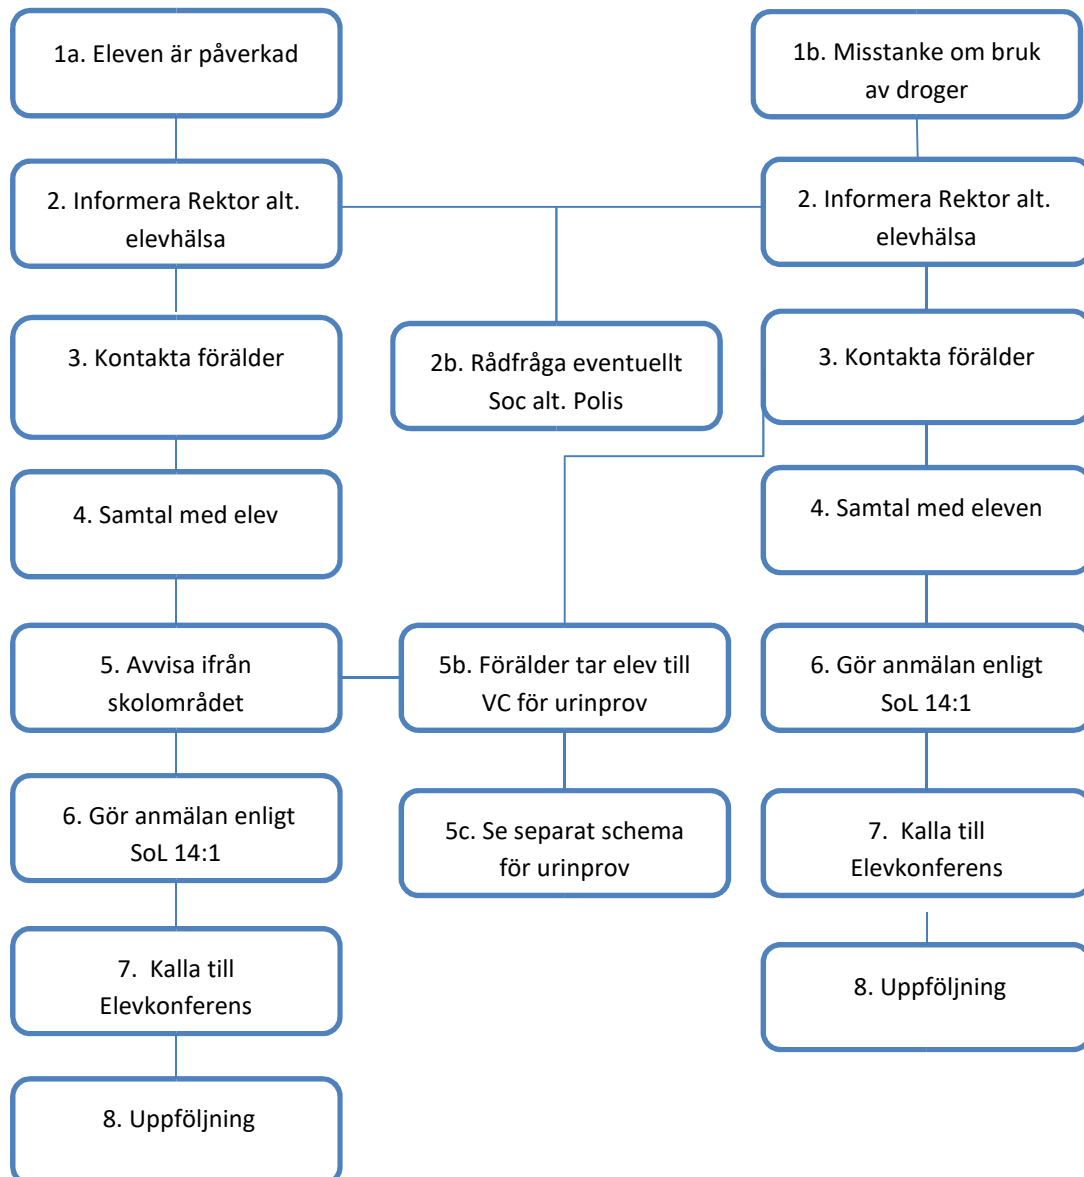 1a. Eleven är påverkad
1b. Misstanke om bruk
av droger
2. Informera Rektor alt.
elevhälsa
2. Informera Rektor alt.
elevhälsa
3. Kontakta förälder
2b. Rådfråga eventuellt
Soc alt. Polis
3. Kontakta förälder
4. Samtal med elev
4. Samtal med eleven
5. Avvisa ifrån
skolområdet
5b. Förälder tar elev till
VC för urinprov
6. Gör anmälan enligt
SoL 14:1
6. Gör anmälan enligt
SoL 14:1
5c. Se separat schema
för urinprov
7. Kalla till
Elevkonferens
7. Kalla till
Elevkonferens
8. Uppföljning
8. Uppföljning